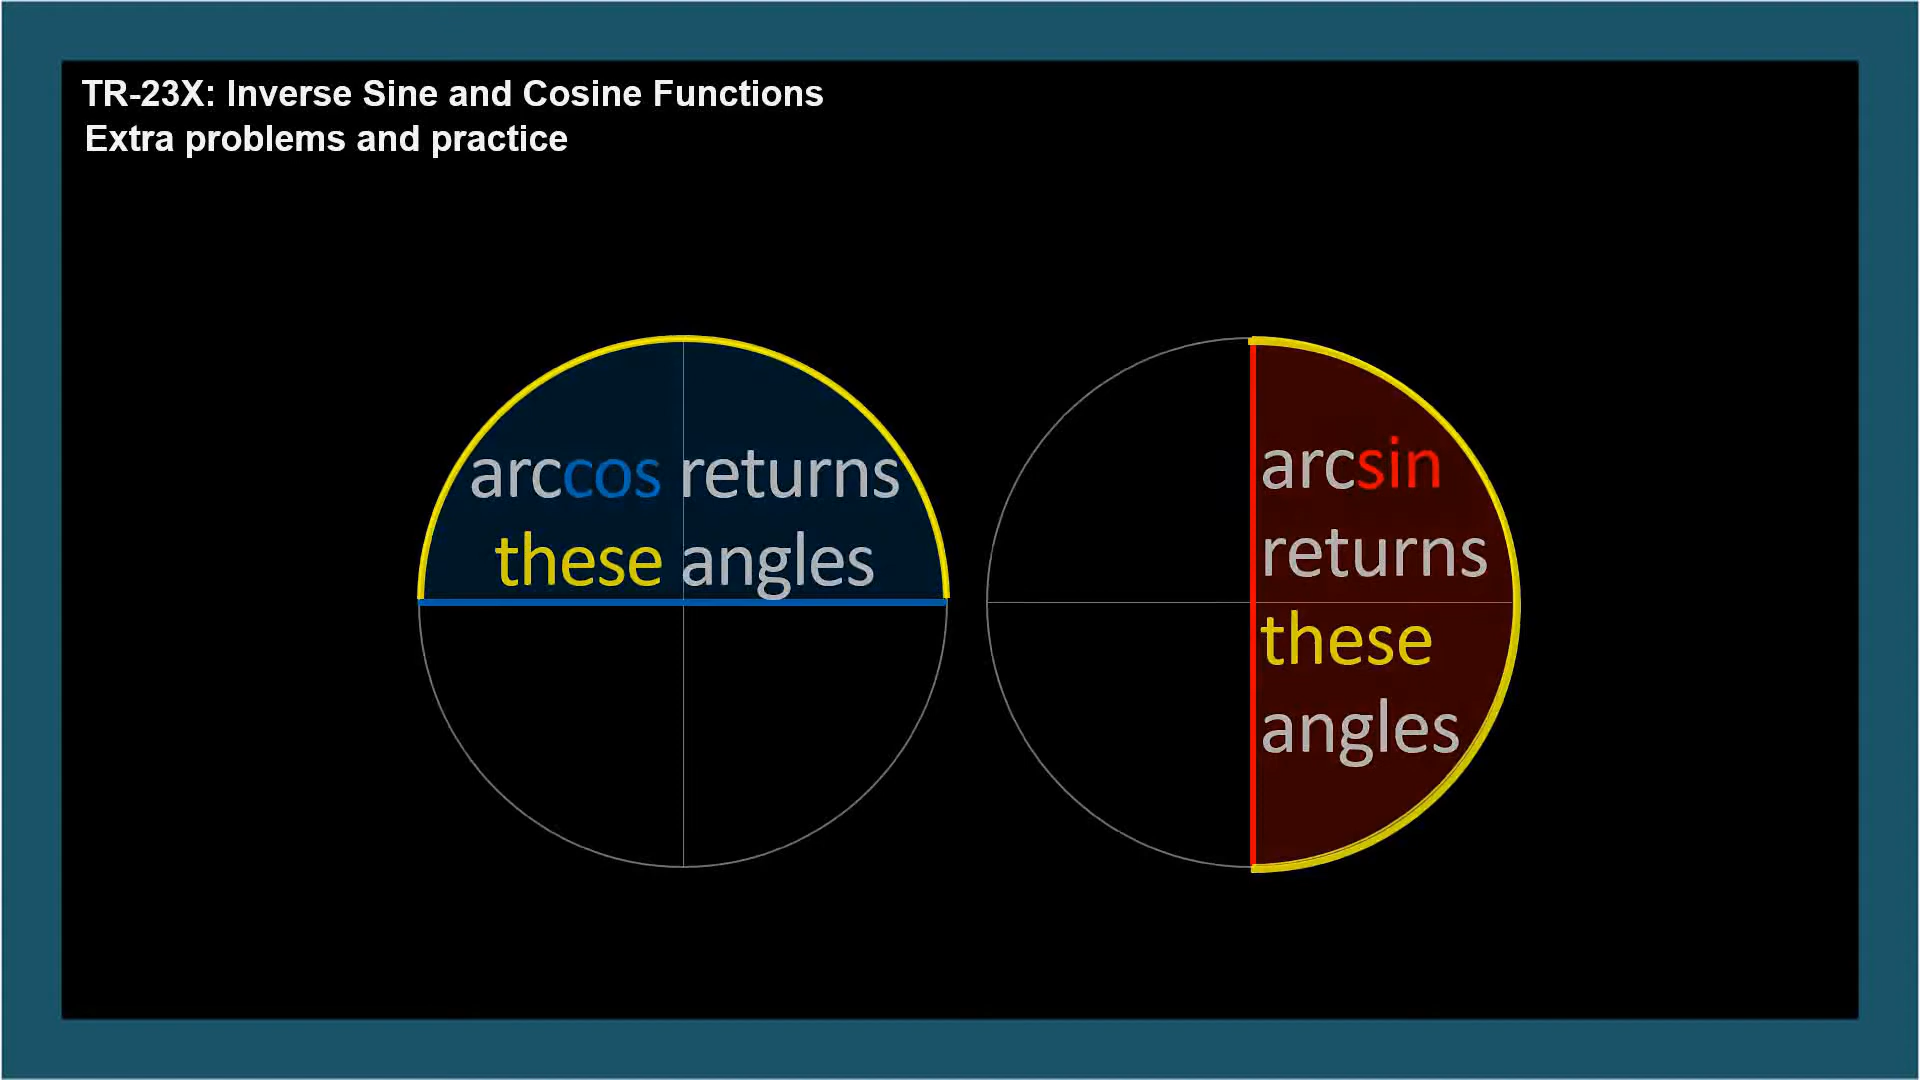 TR-23X: Inverse Sine and Cosine Functions
Extra problems and practice
arccos returns
these angles
arcsin
returns
these
angles